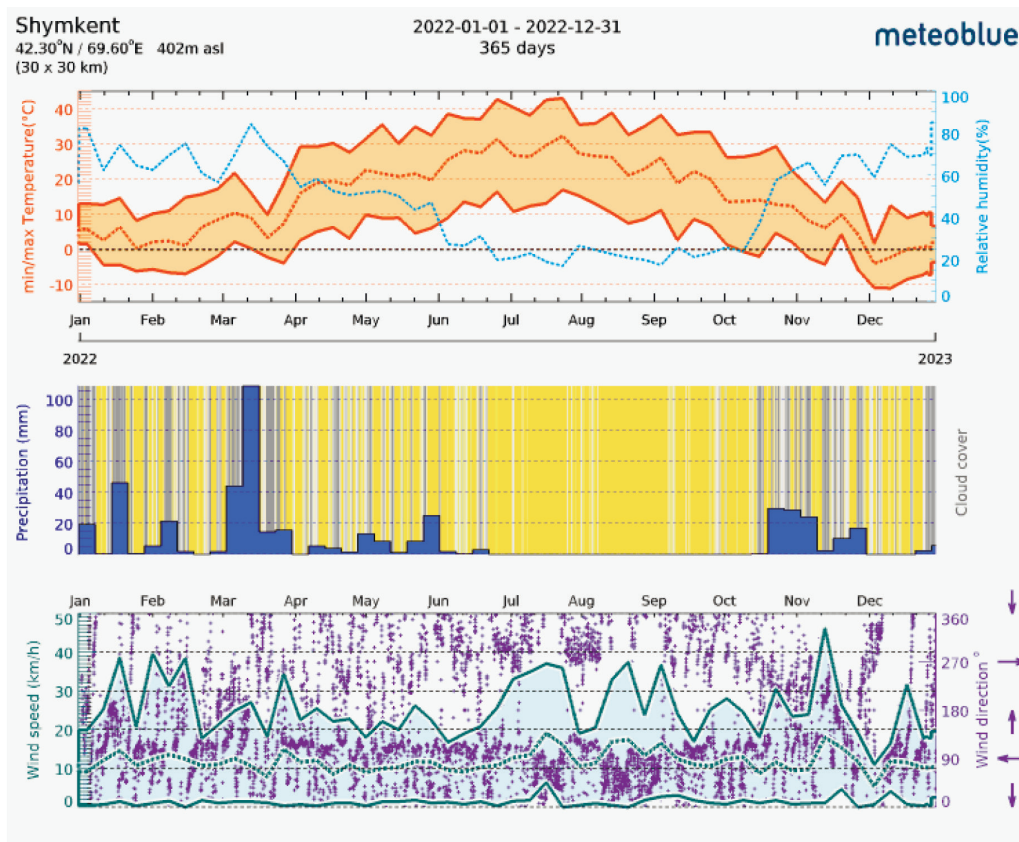 Shymkent
42.30°N / 69.60°E 402m asl
(30 x 30 km)
2022-01-01 - 2022-12-31
365 days
meteoblue
min/max Temperature(°C)
40
30
20
10
0
-10
100
80
60
40
20
0
Relative humidity(%)
Jan Feb Mar Apr May Jun Jul Aug Sep Oct Nov Dec
2022 2023
Precipitation (mm)
100
80
60
40
20
0
Cloud cover
Jan Feb Mar Apr May Jun Jul Aug Sep Oct Nov Dec
Wind speed (km/h)
50
40
30
20
10
0
360
270
180
90
0
Wind direction °